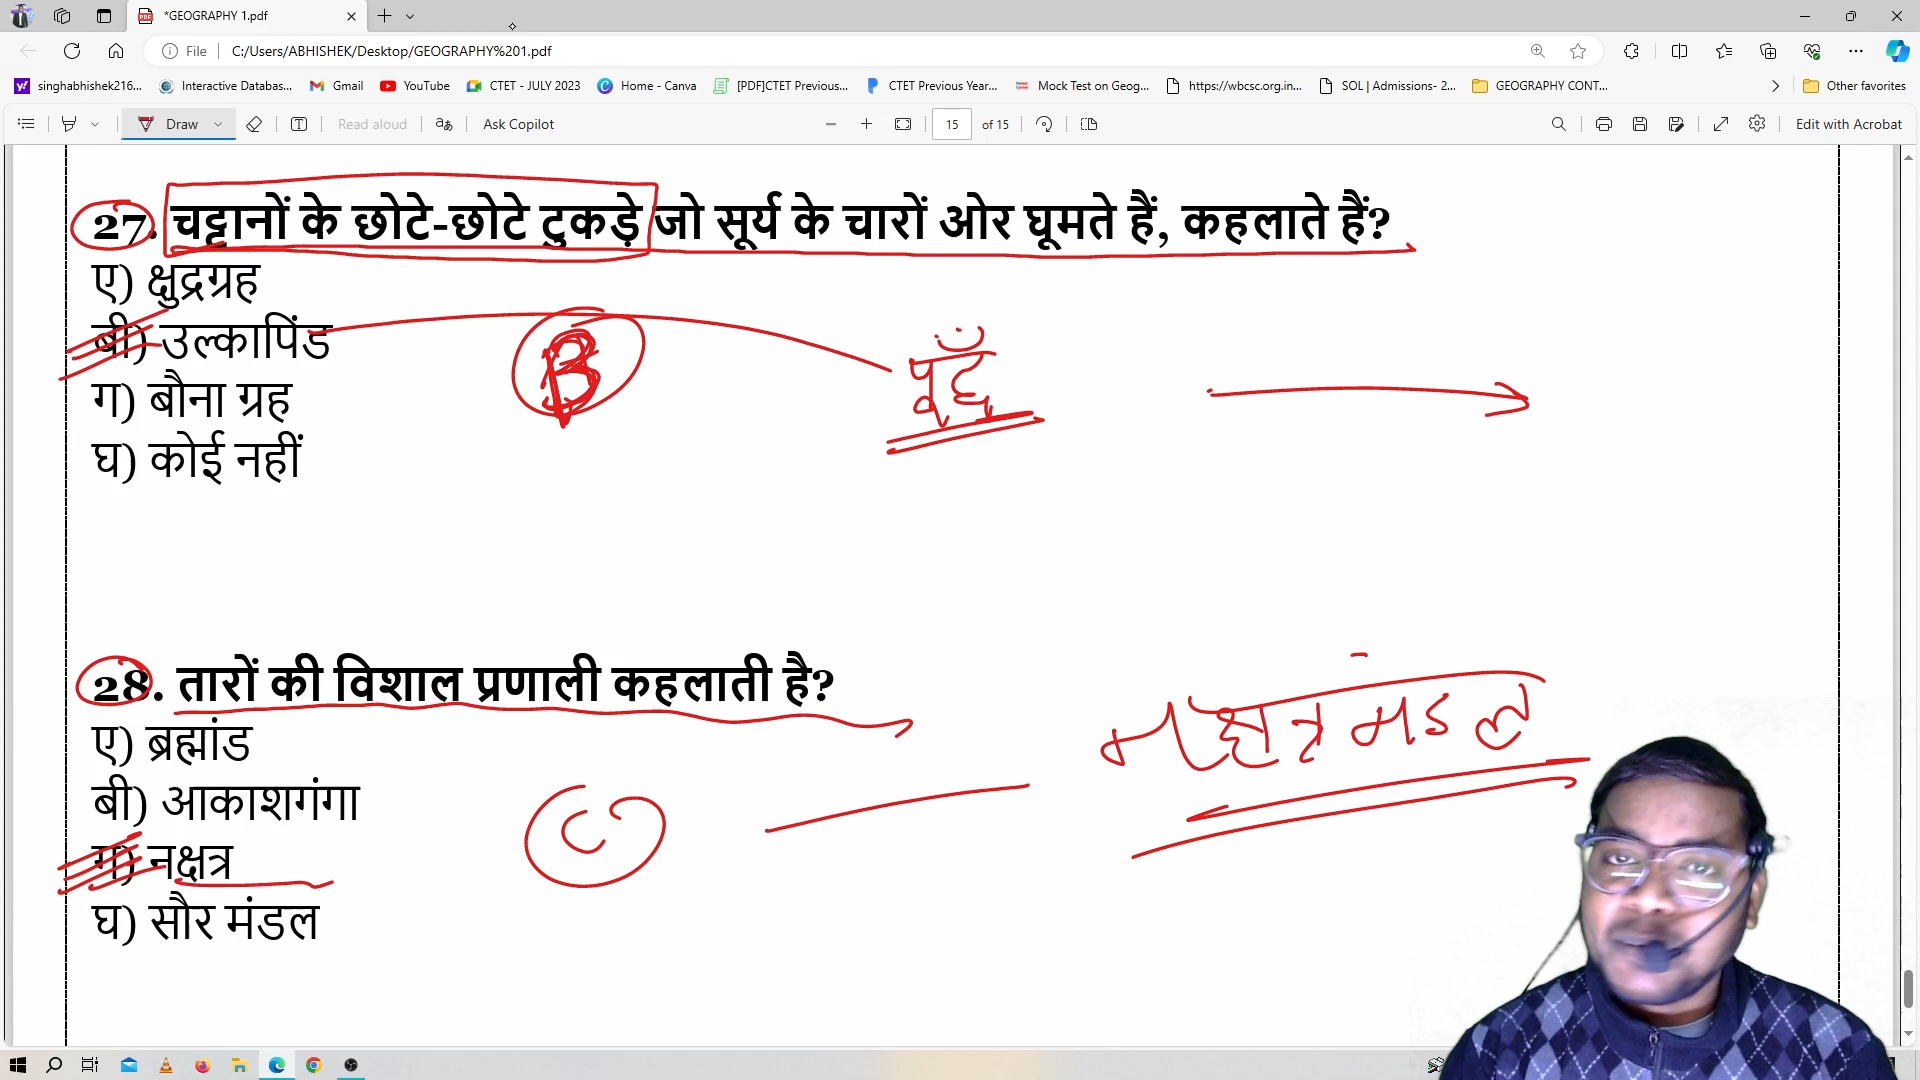 *GEOGRAPHY 1.pdf
File C:/Users/ABHISHEK/Desktop/GEOGRAPHY%201.pdf
singhabhishek216... Interactive Databas... Gmail YouTube CTET - JULY 2023 Home - Canva [PDF]CTET Previous... CTET Previous Year... Mock Test on Geog... https://wbcsc.org.in... SOL | Admissions- 2... GEOGRAPHY CONT... Other favorites
Draw Read aloud Ask Copilot 15 of 15 Edit with Acrobat
27. चट्टानों के छोटे-छोटे टुकड़े जो सूर्य के चारों ओर घूमते हैं, कहलाते हैं?
ए) क्षुद्रग्रह
बी) उल्कापिंड
B
ग) बौना ग्रह
घ) कोई नहीं
28. तारों की विशाल प्रणाली कहलाती है?
नक्षत्र मंडल
ए) ब्रह्मांड
बी) आकाशगंगा
C
ग) नक्षत्र
घ) सौर मंडल